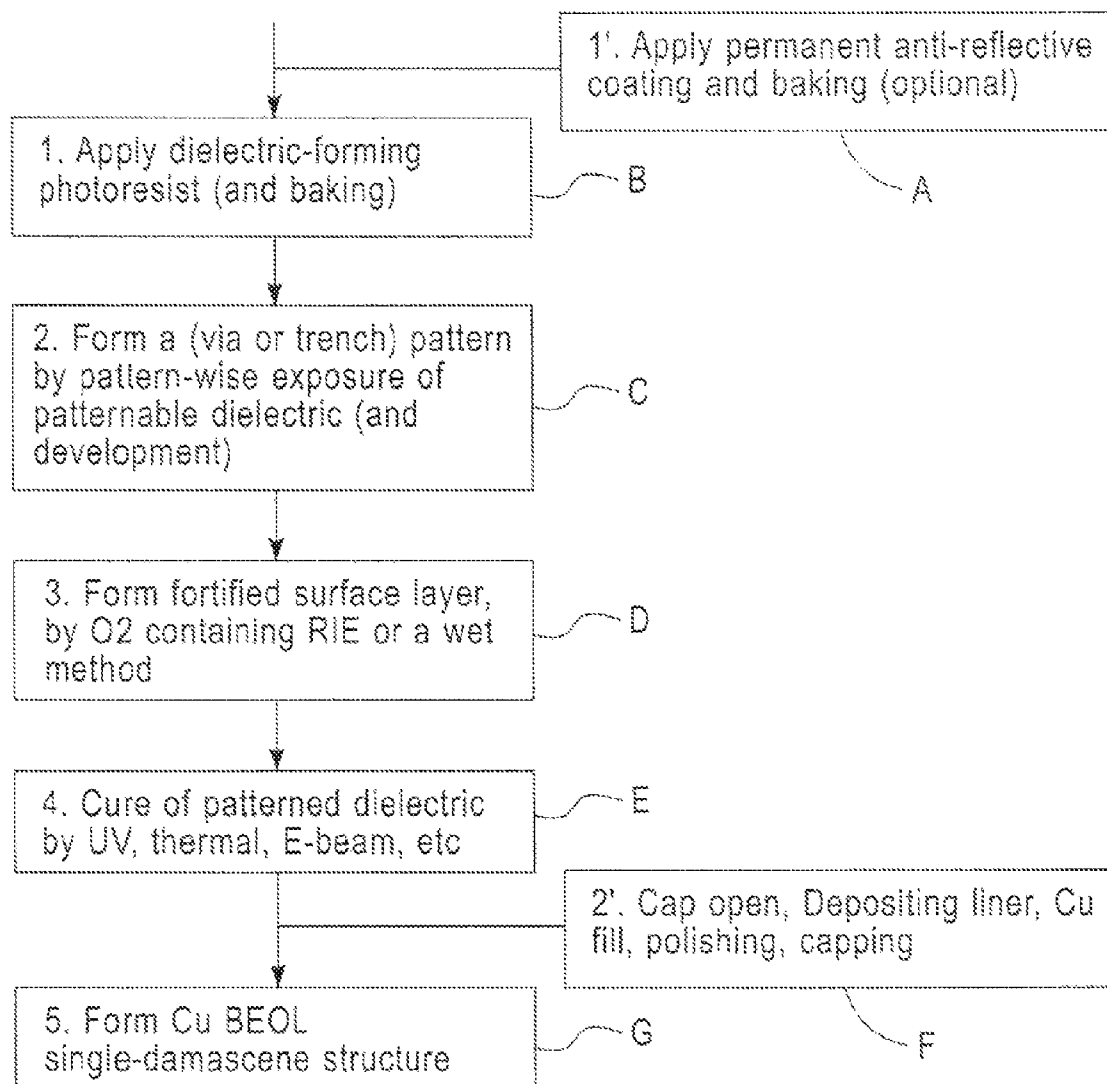 1'. Apply permanent anti-reflective
coating and baking (optional)
A
1. Apply dielectric-forming
photoresist (and baking)
B
2. Form a (via or trench) pattern
by pattern-wise exposure of
patternable dielectric (and
development)
C
3. Form fortified surface layer,
by O2 containing RIE or a wet
method
D
4. Cure of patterned dielectric
by UV, thermal, E-beam, etc
E
2'. Cap open, Depositing liner, Cu
fill, polishing, capping
F
5. Form Cu BEOL
single-damascene structure
G